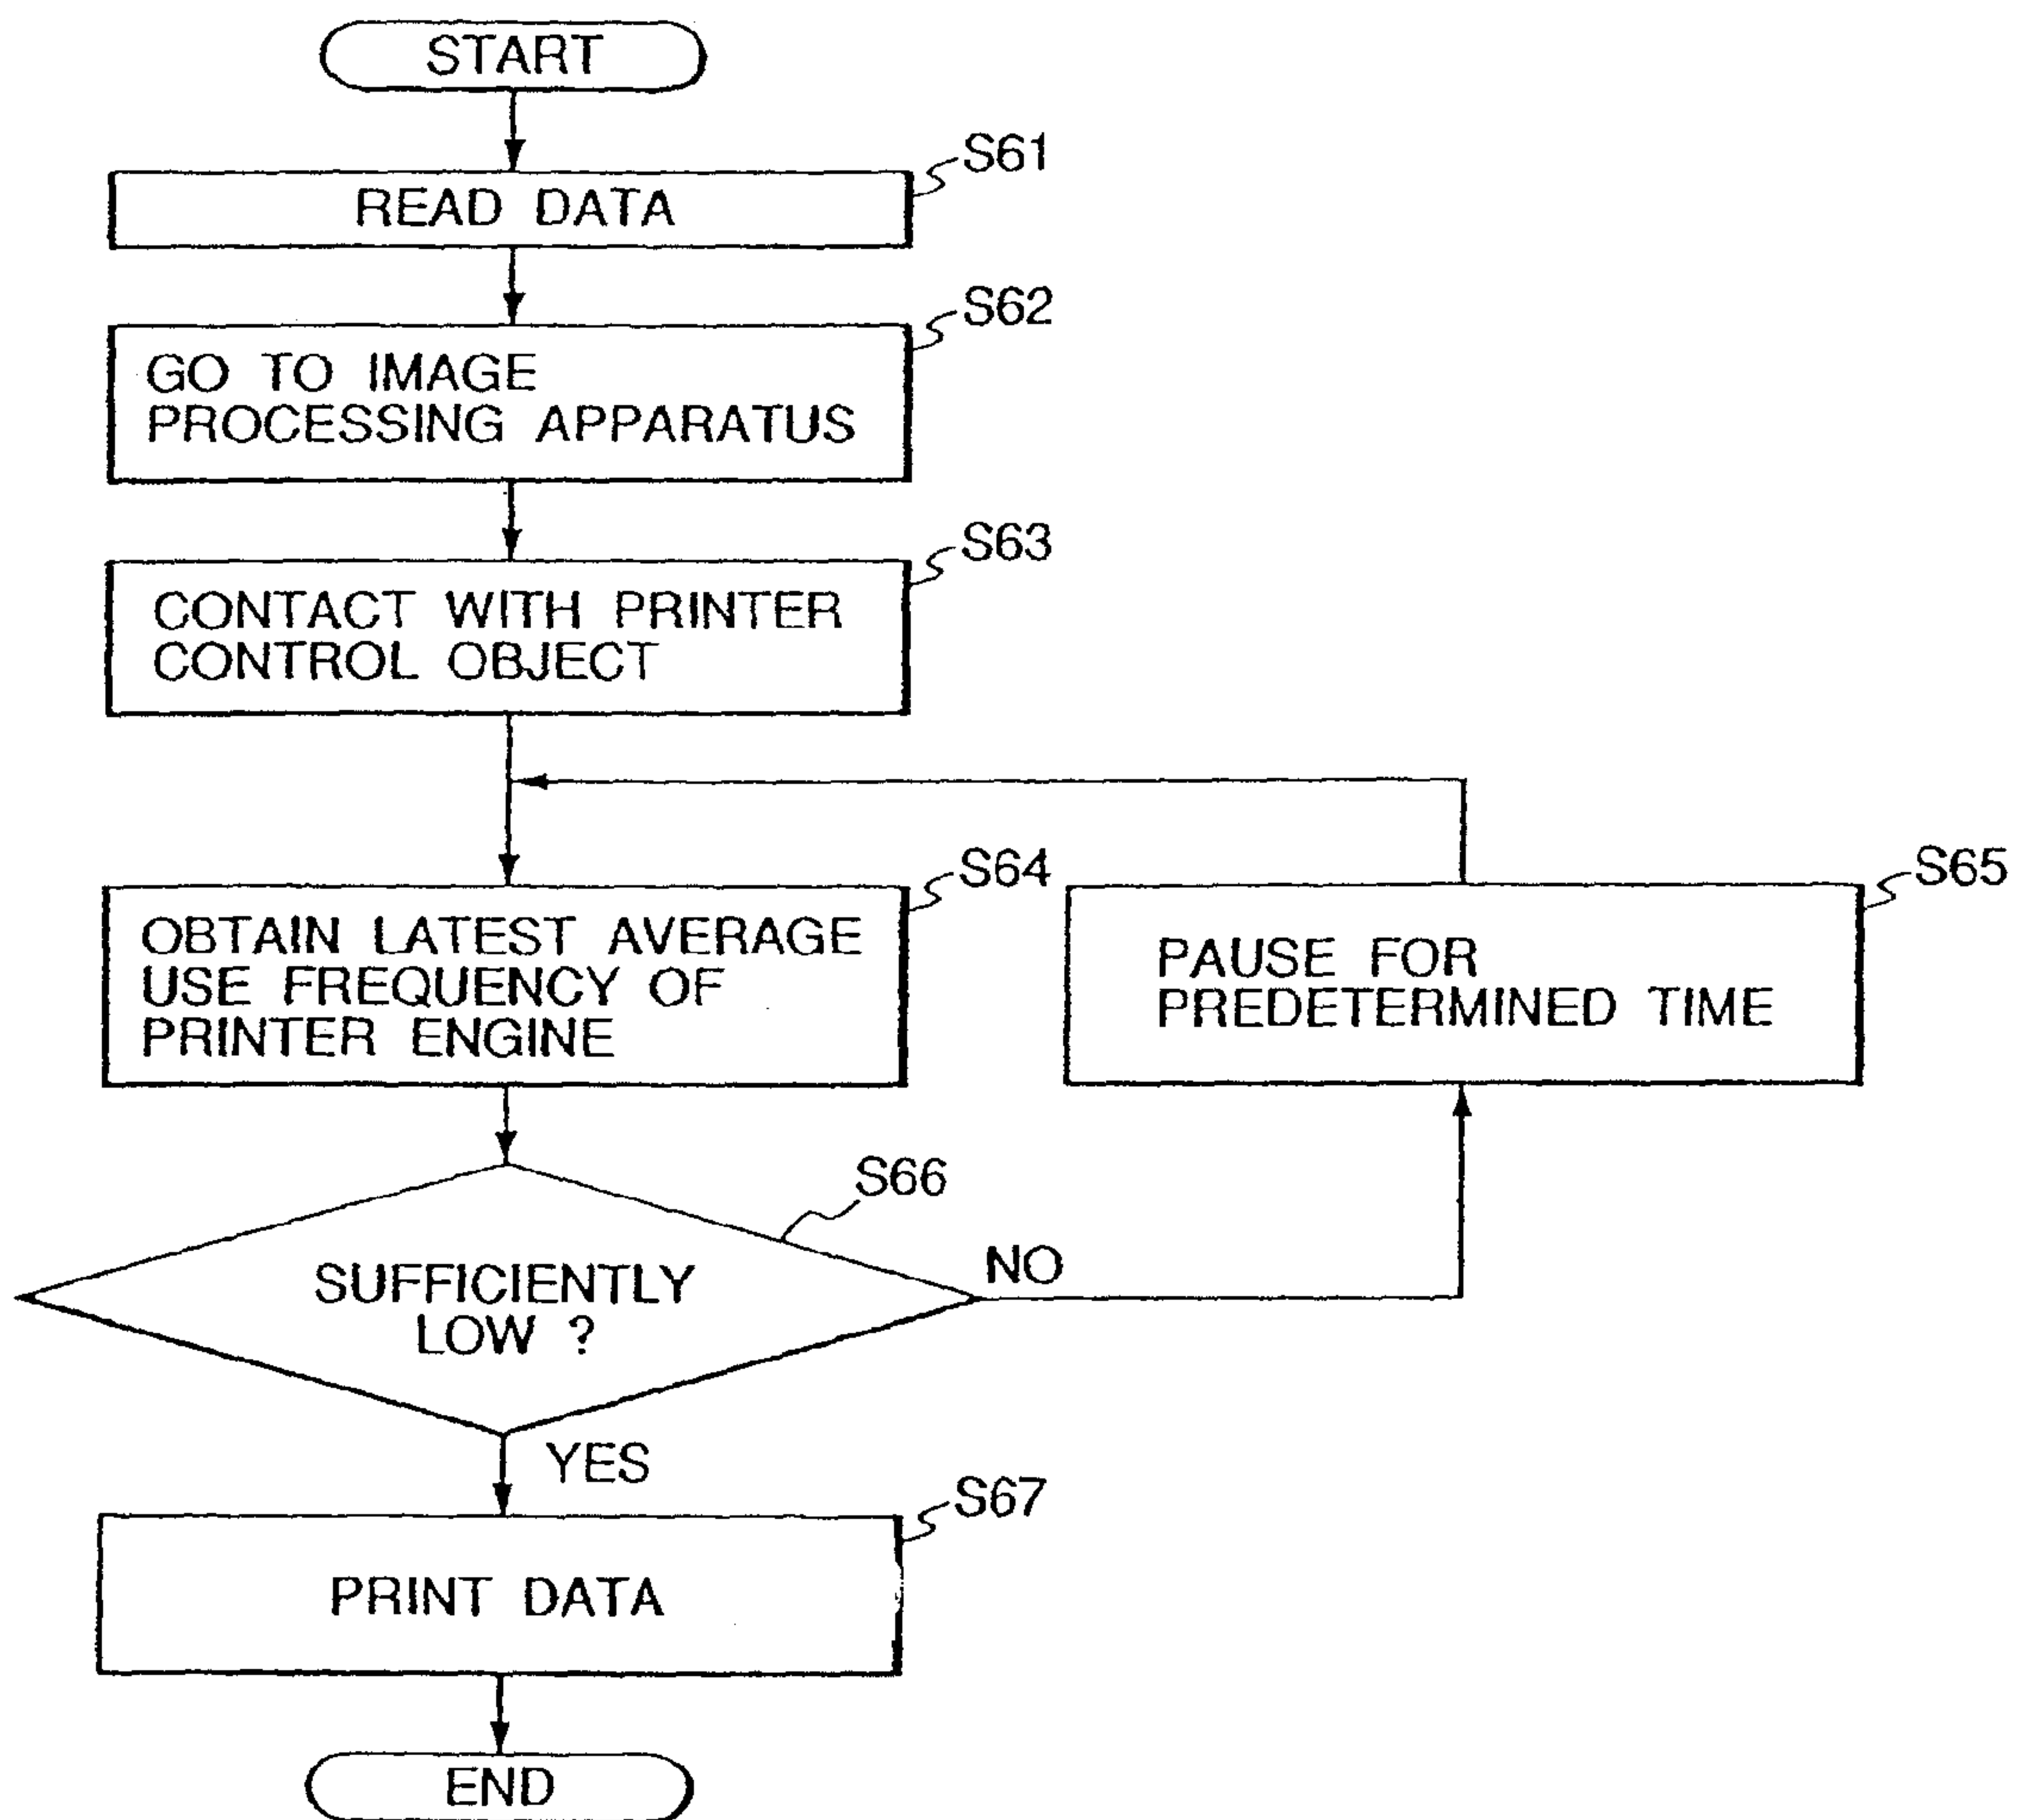 START
S61
READ DATA
S62
GO TO IMAGE
PROCESSING APPARATUS
S63
CONTACT WITH PRINTER
CONTROL OBJECT
S64
OBTAIN LATEST AVERAGE
USE FREQUENCY OF
PRINTER ENGINE
S65
PAUSE FOR
PREDETERMINED TIME
S66
SUFFICIENTLY
LOW ?
NO
YES
S67
PRINT DATA
END